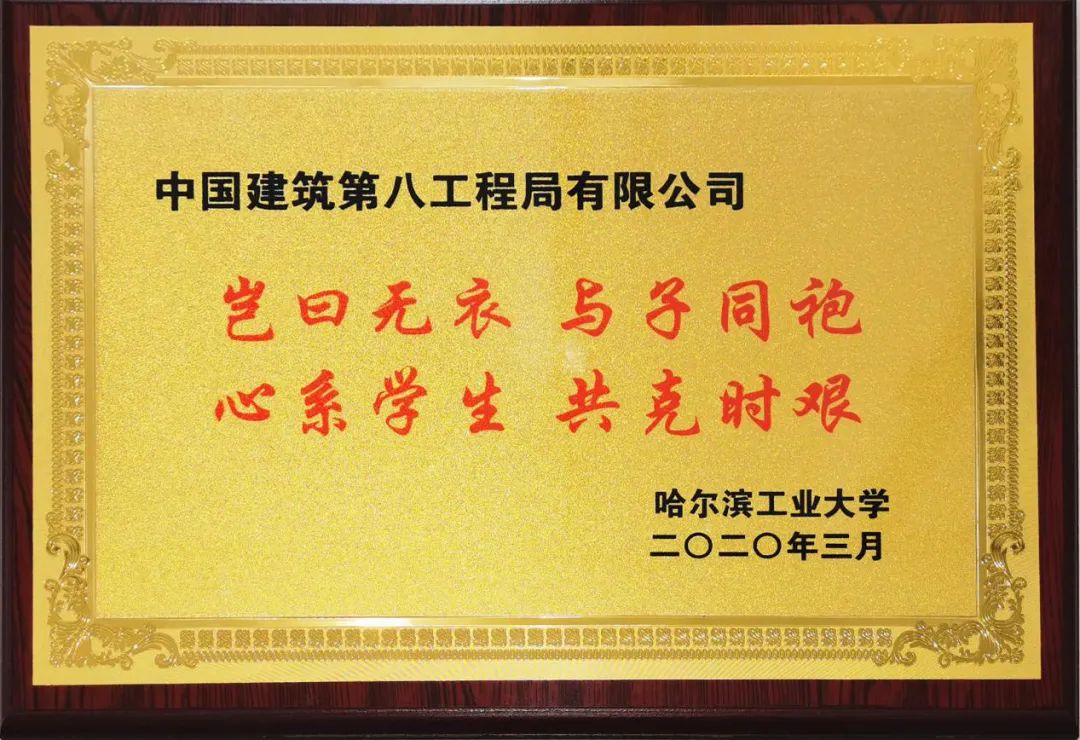 中国建筑第八工程局有限公司
岂曰无衣 与子同袍
心系学生 共克时艰
哈尔滨工业大学
二〇二〇年三月